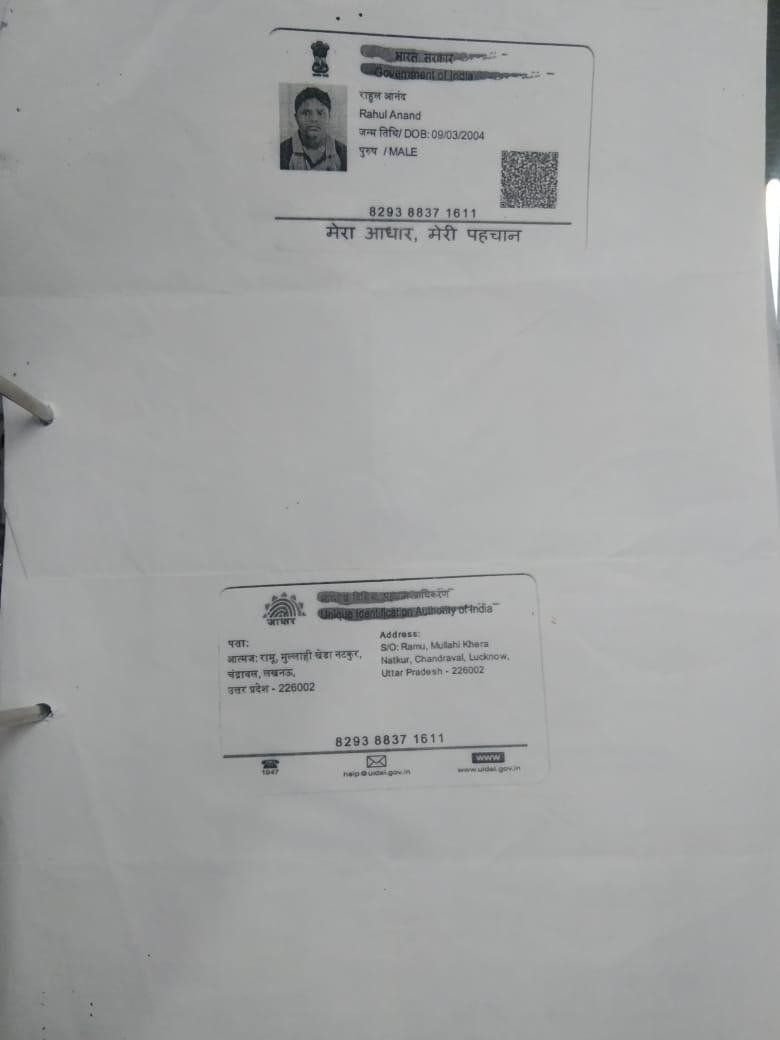 भारत सरकार
Government of India
राहुल आनंद
Rahul Anand
जन्म तिथि/ DOB: 09/03/2004
पुरुष / MALE
8293 8837 1611
मेरा आधार, मेरी पहचान
प्राधिकरण
Unique Identification Authority of India
आधार
पता:
आत्मज: रामू, मुल्लाही खेडा नटकुर,
चंद्रावल, लखनऊ,
उत्तर प्रदेश - 226002
Address:
S/O: Ramu, Mullahi Khera
Natkur, Chandraval, Lucknow,
Uttar Pradesh - 226002
8293 8837 1611
1947
help@uidai.gov.in
WWW
www.uidai.gov.in